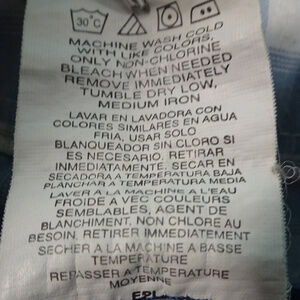 30°C
MACHINE WASH COLD
WITH LIKE COLORS,
ONLY NON-CHLORINE
BLEACH WHEN NEEDED
REMOVE IMMEDIATELY
TUMBLE DRY LOW,
MEDIUM IRON
LAVAR EN LAVADORA CON
COLORES SIMILARES EN AGUA
FRIA, USAR SOLO
BLANQUEADOR SIN CLORO SI
ES NECESARIO. RETIRAR
INMEDIATAMENTE. SECAR EN
SECADORA A TEMPERATURA BAJA
PLANCHAR A TEMPERATURA MEDIA
LAVER A LA MACHINE A L'EAU
FROIDE A VEC COULEURS
SEMBLABLES, AGENT DE
BLANCHIMENT. NON CHLORE AU
BESOIN, RETIRER IMMEDIATEMENT
SECHER A LA MACHINE A BASSE
TEMPERATURE
REPASSER A TEMPERATURE
MOYENNE